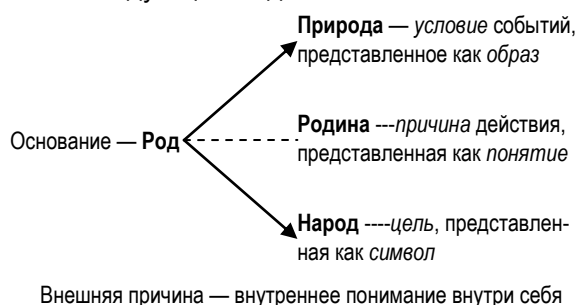 Природа — условие событий,
представленное как образ
Родина ---причина действия,
Основание — Род
представленная как понятие
Народ ----цель, представлен-
ная как символ
Внешняя причина — внутреннее понимание внутри себя